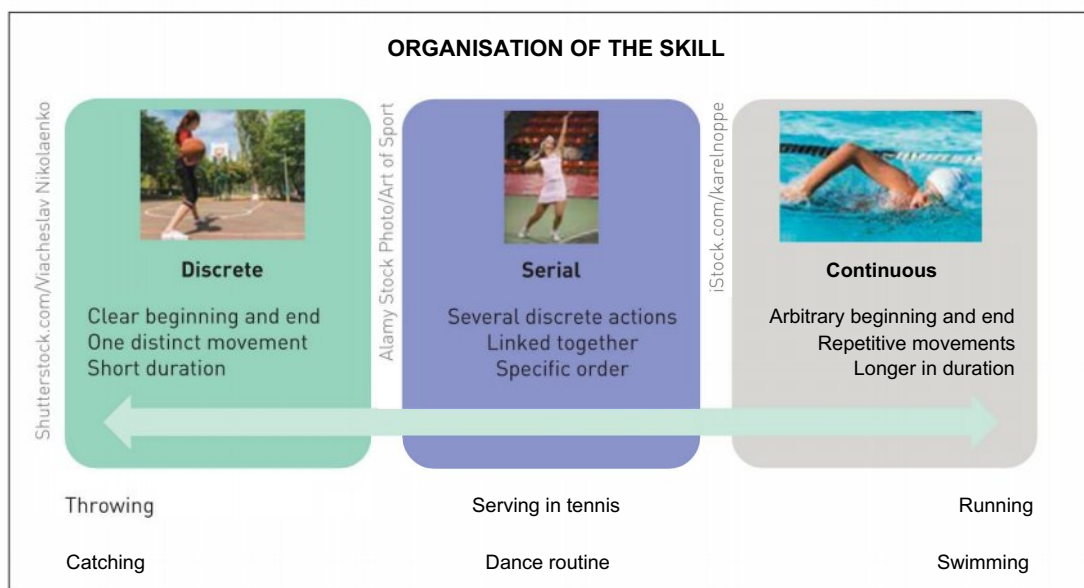 ORGANISATION OF THE SKILL
Shutterstock.com/Viacheslav Nikolaenko
Discrete
Clear beginning and end
One distinct movement
Short duration
Alamy Stock Photo/Art of Sport
Serial
Several discrete actions
Linked together
Specific order
iStock.com/karelnoppe
Continuous
Arbitrary beginning and end
Repetitive movements
Longer in duration
Throwing
Serving in tennis
Running
Catching
Dance routine
Swimming